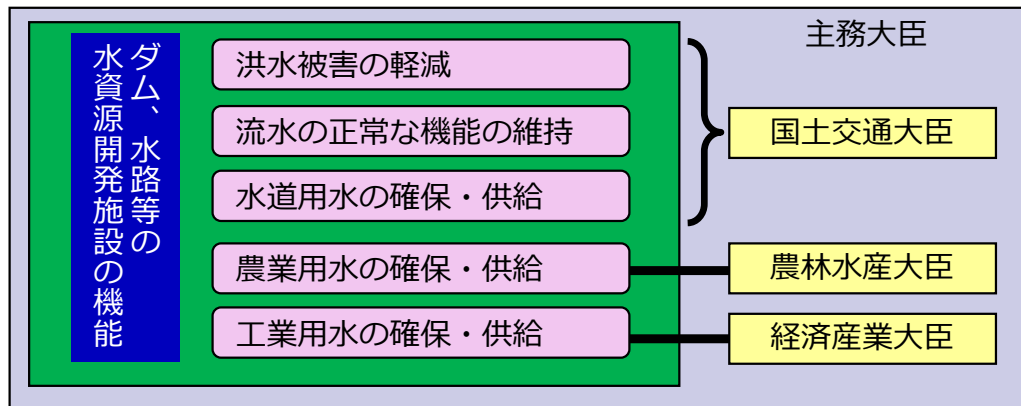 主務大臣
ダム、水路等の
水資源開発施設の機能
洪水被害の軽減
流水の正常な機能の維持
水道用水の確保・供給
国土交通大臣
農業用水の確保・供給
農林水産大臣
工業用水の確保・供給
経済産業大臣